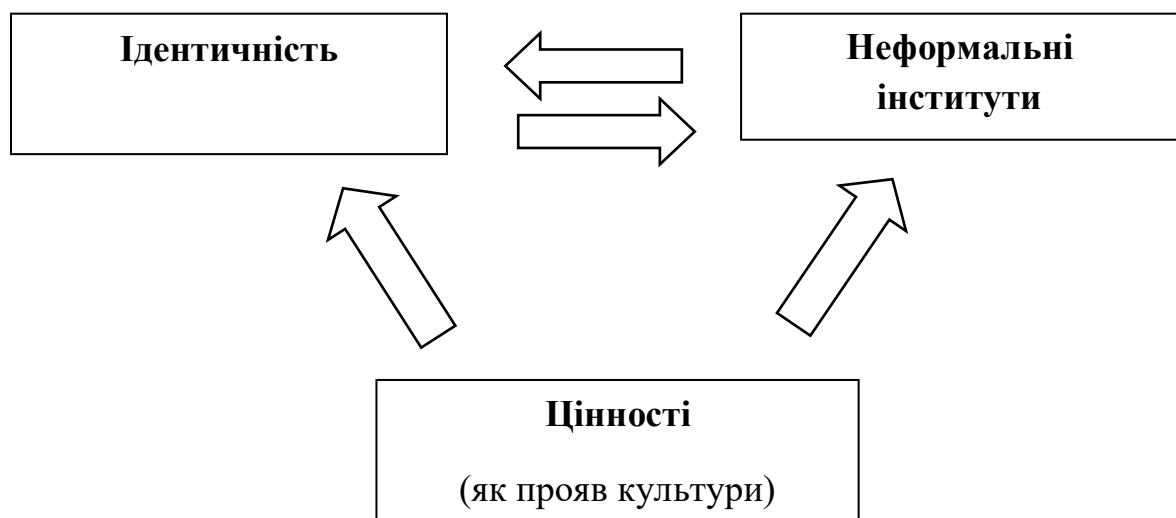 Ідентичність
Неформальні
інститути
Цінності
(як прояв культури)